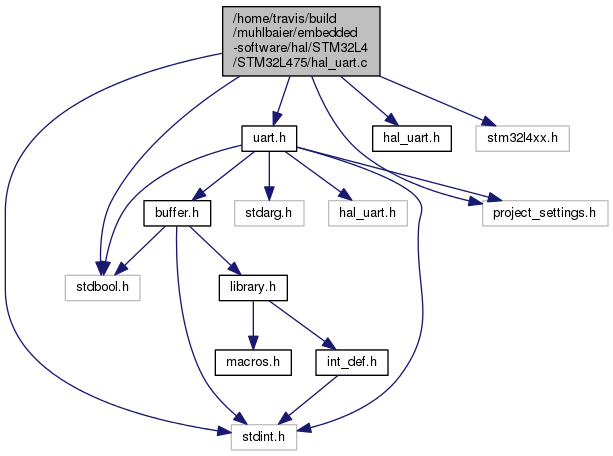 /home/travis/build
/muhlbaier/embedded
-software/hal/STM32L4
/STM32L475/hal_uart.c
uart.h
hal_uart.h
stm32l4xx.h
buffer.h
stdarg.h
hal_uart.h
project_settings.h
stdbool.h
library.h
macros.h
int_def.h
stdint.h